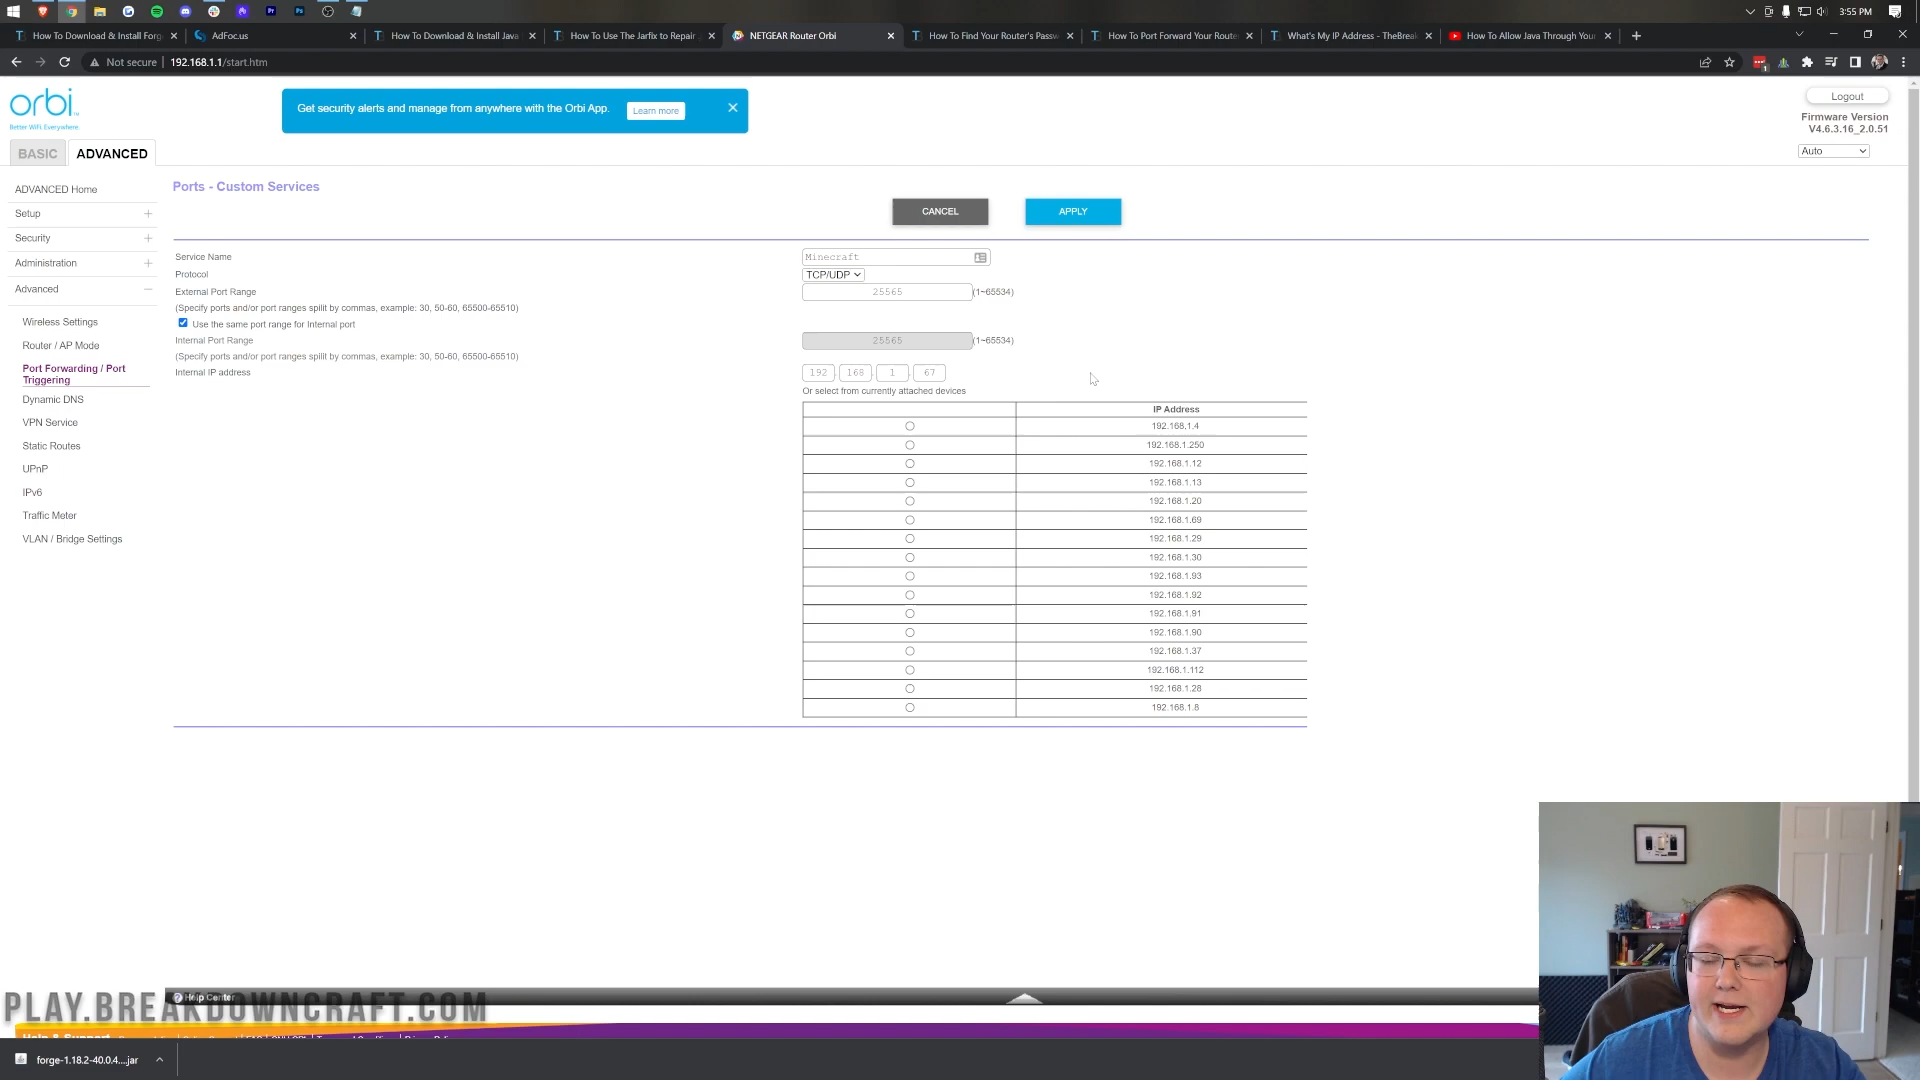 3:55 PM
How To Download & Install Forg
AdFoc.us
How To Download & Install Java
How To Use The Jarfix to Repair
NETGEAR Router Orbi
How To Find Your Router's Passw
How To Port Forward Your Route
What's My IP Address - TheBreak
How To Allow Java Through Your
Not secure
192.168.1.1/start.htm
orbi
Better WiFi. Everywhere.
Get security alerts and manage from anywhere with the Orbi App.
Learn more
Logout
Firmware Version
V4.6.3.16_2.0.51
Auto
BASIC
ADVANCED
ADVANCED Home
Setup
Security
Administration
Advanced
Wireless Settings
Router / AP Mode
Port Forwarding / Port
Triggering
Dynamic DNS
VPN Service
Static Routes
UPnP
IPv6
Traffic Meter
VLAN / Bridge Settings
Ports - Custom Services
CANCEL
APPLY
Service Name
Minecraft
Protocol
TCP/UDP
External Port Range
25565
(1~65534)
(Specify ports and/or port ranges spilit by commas, example: 30, 50-60, 65500-65510)
Use the same port range for Internal port
Internal Port Range
25565
(1~65534)
(Specify ports and/or port ranges spilit by commas, example: 30, 50-60, 65500-65510)
Internal IP address
192 . 168 . 1 . 67
Or select from currently attached devices
IP Address
192.168.1.4
192.168.1.250
192.168.1.12
192.168.1.13
192.168.1.20
192.168.1.69
192.168.1.29
192.168.1.30
192.168.1.93
192.168.1.92
192.168.1.91
192.168.1.90
192.168.1.37
192.168.1.112
192.168.1.28
192.168.1.8
Help Center
PLAY.BREAKDOWNCRAFT.COM
Help & Support
forge-1.18.2-40.0.4....jar